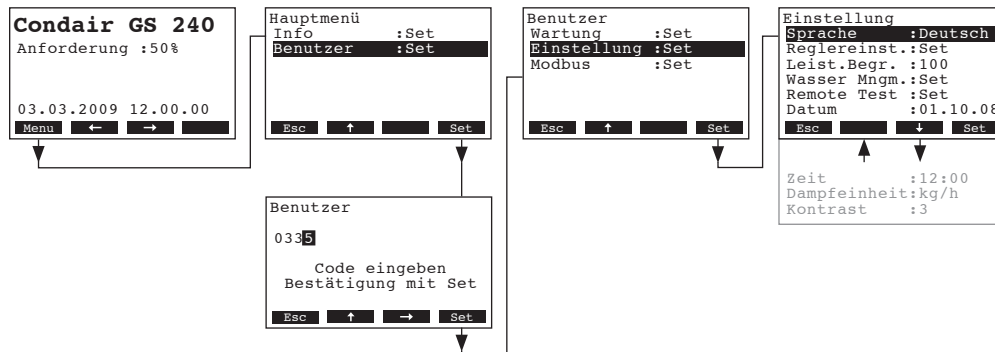 Condair GS 240
Anforderung :50%
03.03.2009 12.00.00
Menu ← →
Hauptmenü
Info :Set
Benutzer :Set
Esc ↑ Set
Benutzer
0335
Code eingeben
Bestätigung mit Set
Esc ↑ → Set
Benutzer
Wartung :Set
Einstellung :Set
Modbus :Set
Esc ↑ Set
Einstellung
Sprache :Deutsch
Reglereinst.:Set
Leist.Begr. :100
Wasser Mngm.:Set
Remote Test :Set
Datum :01.10.08
Esc ↓ Set
Zeit :12:00
Dampfeinheit:kg/h
Kontrast :3